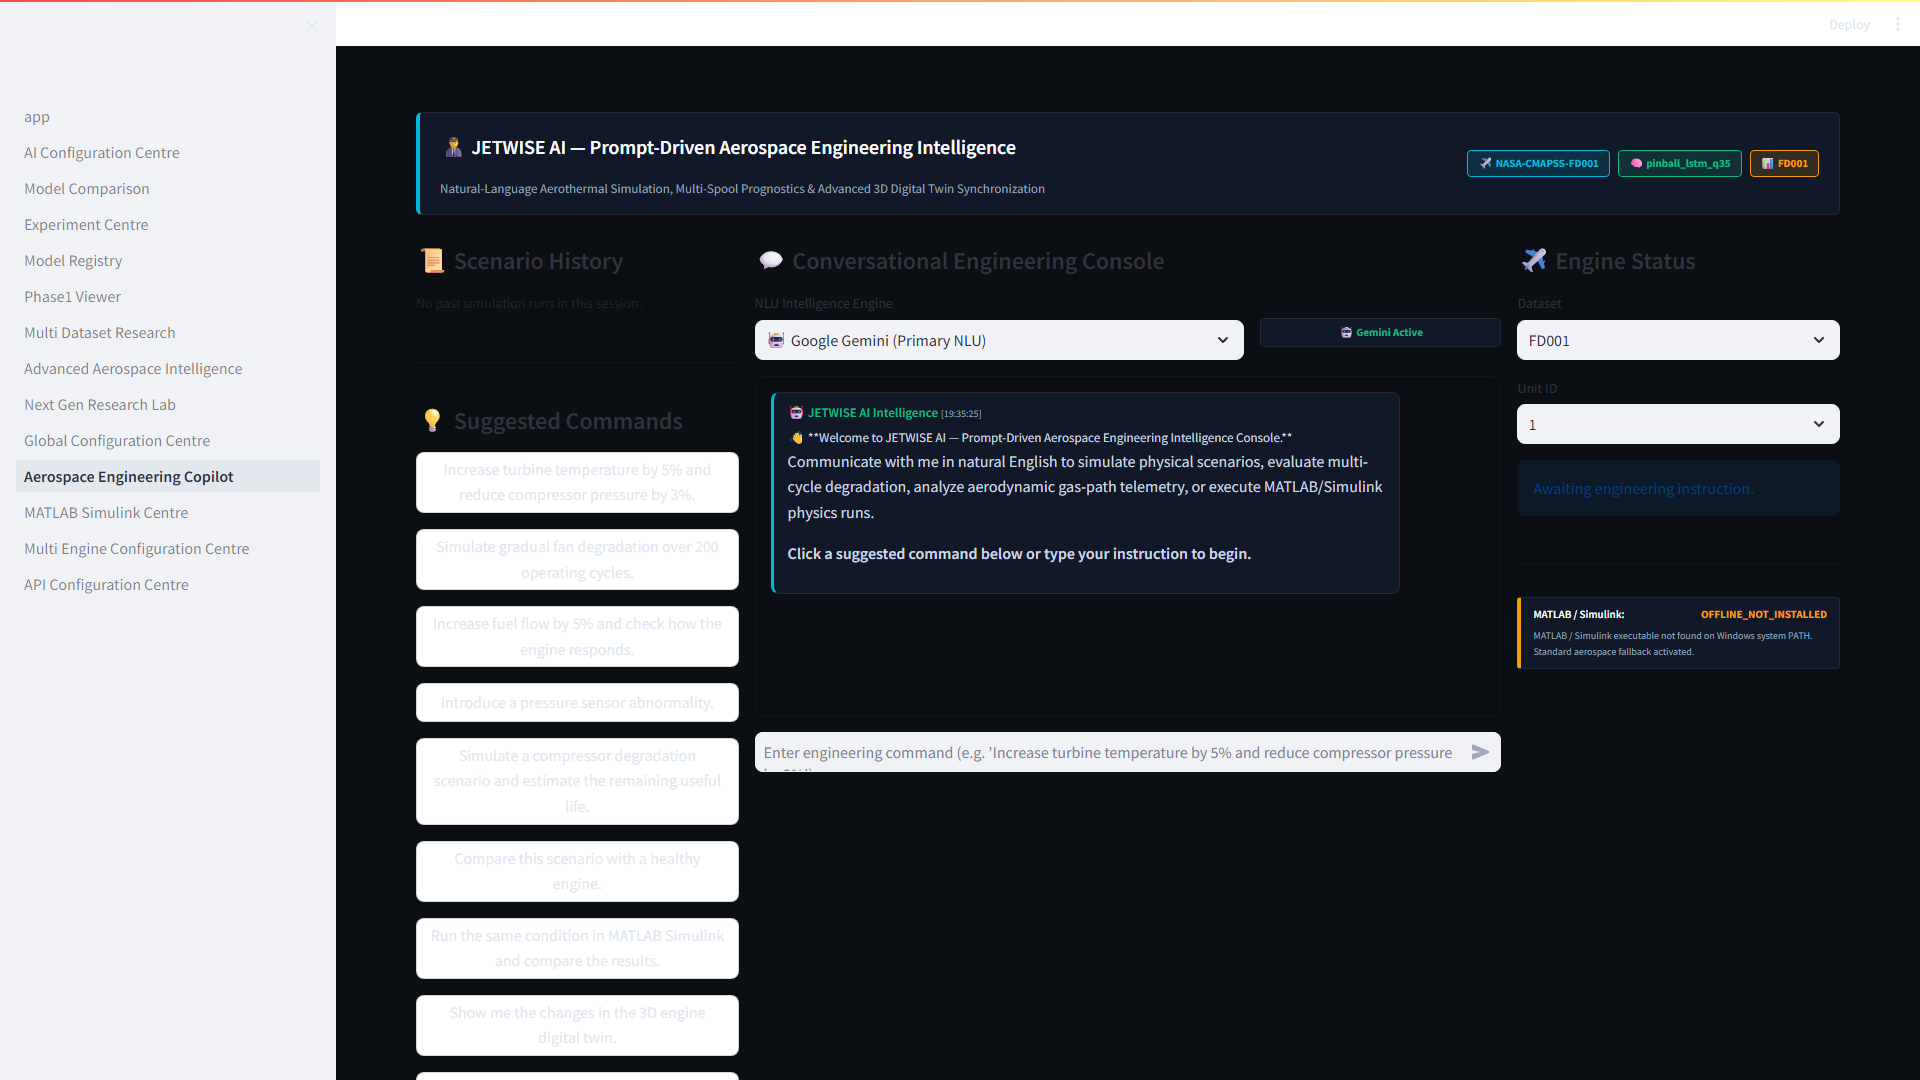 Deploy
app
AI Configuration Centre
Model Comparison
Experiment Centre
Model Registry
Phase1 Viewer
Multi Dataset Research
Advanced Aerospace Intelligence
Next Gen Research Lab
Global Configuration Centre
Aerospace Engineering Copilot
MATLAB Simulink Centre
Multi Engine Configuration Centre
API Configuration Centre
JETWISE AI — Prompt-Driven Aerospace Engineering Intelligence
Natural-Language Aerothermal Simulation, Multi-Spool Prognostics & Advanced 3D Digital Twin Synchronization
NASA-CMAPSS-FD001
pinball_lstm_q35
FD001
Scenario History
No past simulation runs in this session.
Suggested Commands
Increase turbine temperature by 5% and
reduce compressor pressure by 3%.
Simulate gradual fan degradation over 200
operating cycles.
Increase fuel flow by 5% and check how the
engine responds.
Introduce a pressure sensor abnormality.
Simulate a compressor degradation
scenario and estimate the remaining useful
life.
Compare this scenario with a healthy
engine.
Run the same condition in MATLAB Simulink
and compare the results.
Show me the changes in the 3D engine
digital twin.
Conversational Engineering Console
NLU Intelligence Engine
Google Gemini (Primary NLU)
Gemini Active
JETWISE AI Intelligence [19:35:25]
**Welcome to JETWISE AI — Prompt-Driven Aerospace Engineering Intelligence Console.**
Communicate with me in natural English to simulate physical scenarios, evaluate multi-
cycle degradation, analyze aerodynamic gas-path telemetry, or execute MATLAB/Simulink
physics runs.
Click a suggested command below or type your instruction to begin.
Enter engineering command (e.g. 'Increase turbine temperature by 5% and reduce compressor pressure
Engine Status
Dataset
FD001
Unit ID
1
Awaiting engineering instruction.
MATLAB / Simulink:
OFFLINE_NOT_INSTALLED
MATLAB / Simulink executable not found on Windows system PATH.
Standard aerospace fallback activated.